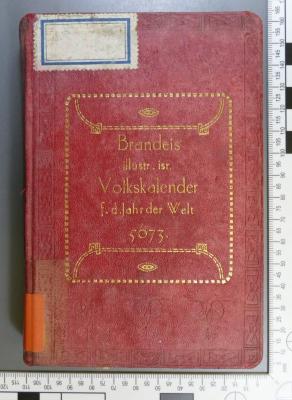 Brandeis
illustr. isr.
Volkskalender
f. d. Jahr der Welt
5673.